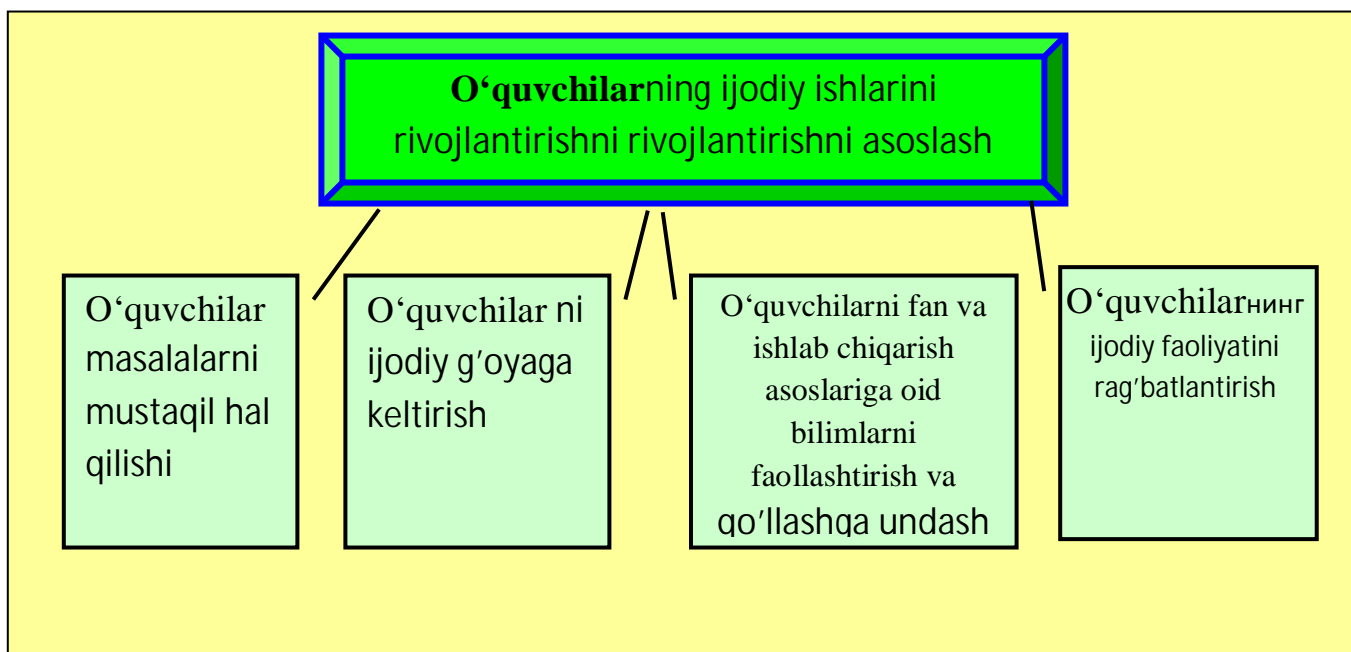 O‘quvchilarning ijodiy ishlarini
rivojlantirishni rivojlantirishni asoslash
O‘quvchilar
masalalarni
mustaqil hal
qilishi
O‘quvchilar ni
ijodiy g’oyaga
keltirish
O‘quvchilarni fan va
ishlab chiqarish
asoslariga oid
bilimlarni
faollashtirish va
qo’llashga undash
O‘quvchilarнинг
ijodiy faoliyatini
rag’batlantirish